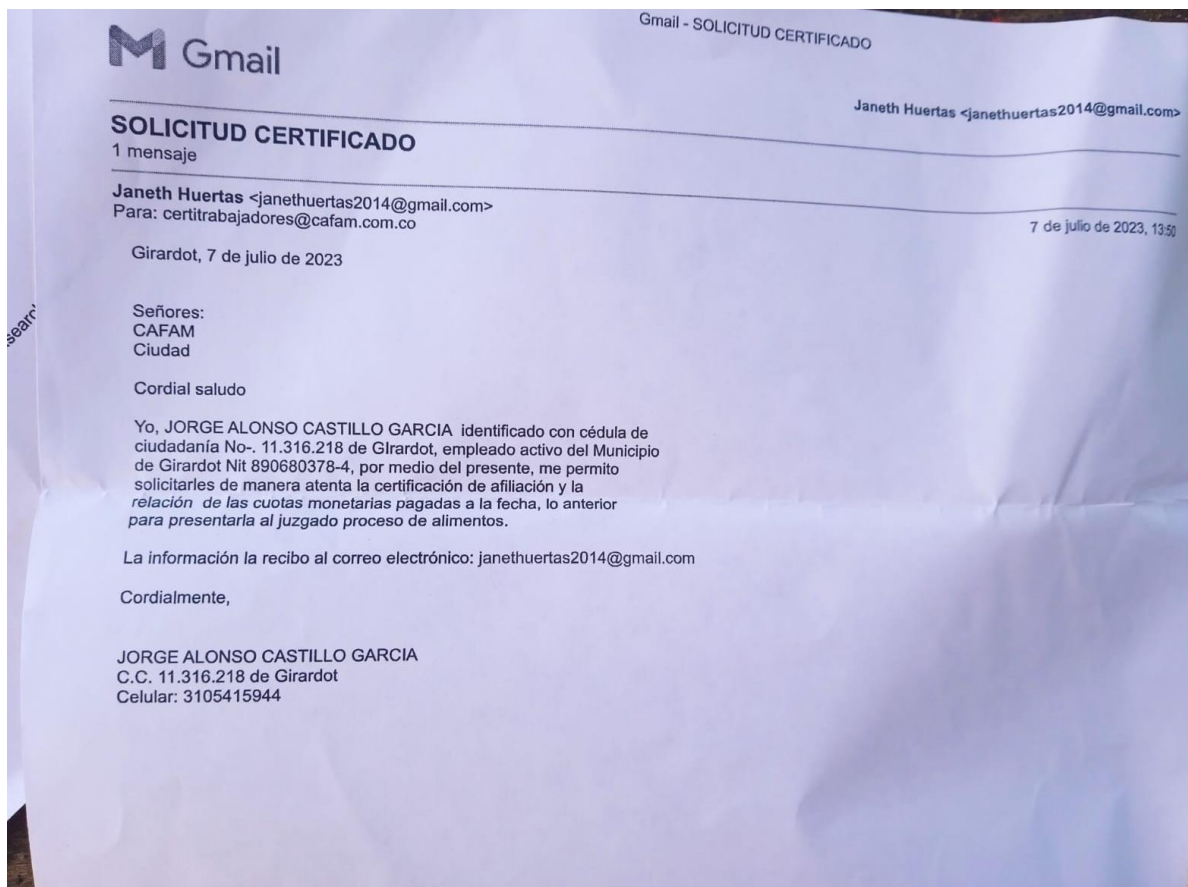 Gmail - SOLICITUD CERTIFICADO
M Gmail
Janeth Huertas <janethuertas2014@gmail.com>
SOLICITUD CERTIFICADO
1 mensaje
Janeth Huertas <janethuertas2014@gmail.com>
Para: certitrabajadores@cafam.com.co
7 de julio de 2023, 13:50
Girardot, 7 de julio de 2023
Señores:
CAFAM
Ciudad
Cordial saludo
Yo, JORGE ALONSO CASTILLO GARCIA identificado con cédula de
ciudadanía No-. 11.316.218 de GIrardot, empleado activo del Municipio
de Girardot Nit 890680378-4, por medio del presente, me permito
solicitarles de manera atenta la certificación de afiliación y la
relación de las cuotas monetarias pagadas a la fecha, lo anterior
para presentarla al juzgado proceso de alimentos.
La información la recibo al correo electrónico: janethuertas2014@gmail.com
Cordialmente,
JORGE ALONSO CASTILLO GARCIA
C.C. 11.316.218 de Girardot
Celular: 3105415944